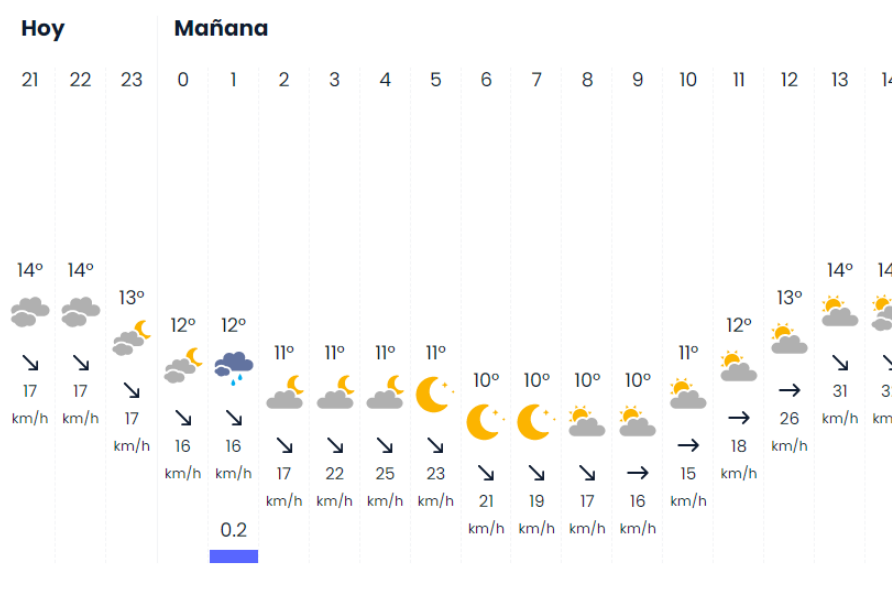 Hoy Mañana
21 22 23 0 1 2 3 4 5 6 7 8 9 10 11 12 13 14
14º 14º 14º 14
13º 13º
12º 12º 12º
11º 11º 11º 11º 11º
10º 10º 10º 10º
17 17 31
km/h km/h 17 26 km/h
km/h 16 16 18 km/h
km/h km/h 17 22 25 23 15 km/h
km/h km/h km/h km/h 21 19 17 16 km/h
0.2 km/h km/h km/h km/h